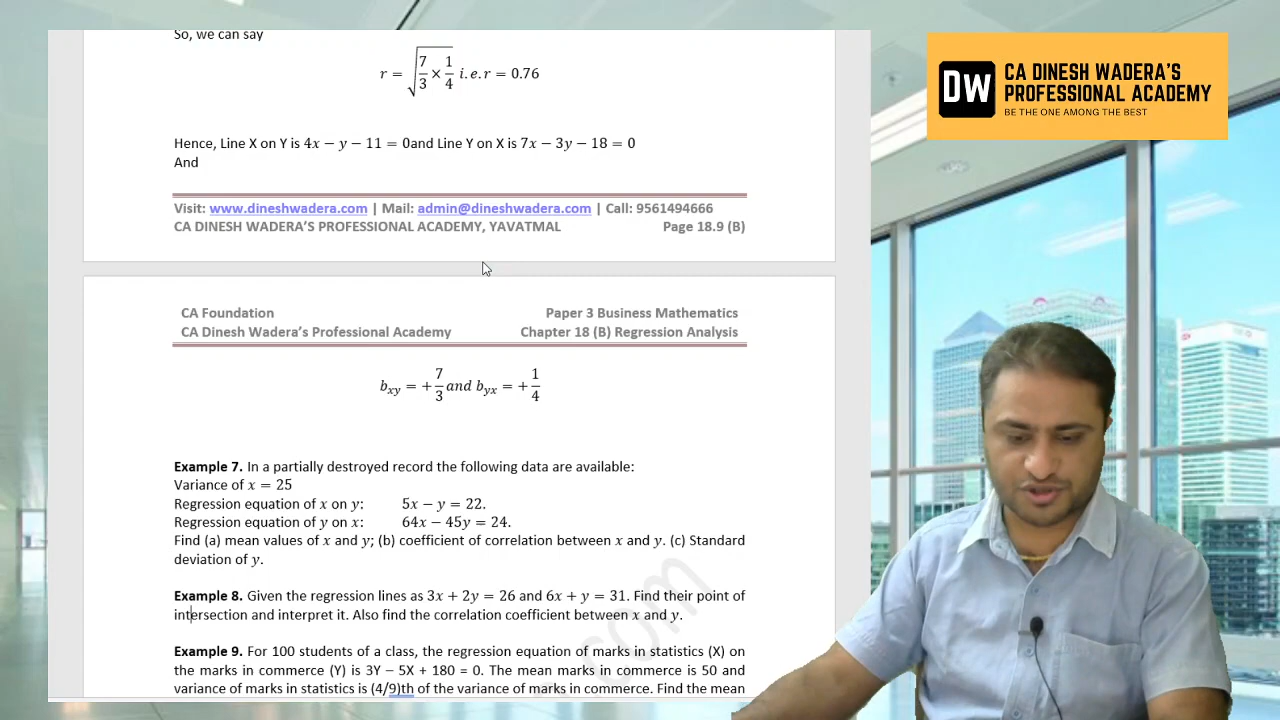 So, we can say
r = √(7/3 × 1/4) i.e. r = 0.76
Hence, Line X on Y is 4x − y − 11 = 0and Line Y on X is 7x − 3y − 18 = 0
And
Visit: www.dineshwadera.com | Mail: admin@dineshwadera.com | Call: 9561494666
CA DINESH WADERA'S PROFESSIONAL ACADEMY, YAVATMAL Page 18.9 (B)
CA Foundation Paper 3 Business Mathematics
CA Dinesh Wadera's Professional Academy Chapter 18 (B) Regression Analysis
b_xy = +7/3 and b_yx = +1/4
Example 7. In a partially destroyed record the following data are available:
Variance of x = 25
Regression equation of x on y: 5x − y = 22.
Regression equation of y on x: 64x − 45y = 24.
Find (a) mean values of x and y; (b) coefficient of correlation between x and y. (c) Standard
deviation of y.
Example 8. Given the regression lines as 3x + 2y = 26 and 6x + y = 31. Find their point of
intersection and interpret it. Also find the correlation coefficient between x and y.
Example 9. For 100 students of a class, the regression equation of marks in statistics (X) on
the marks in commerce (Y) is 3Y − 5X + 180 = 0. The mean marks in commerce is 50 and
variance of marks in statistics is (4/9)th of the variance of marks in commerce. Find the mean
com
DW
CA DINESH WADERA'S
PROFESSIONAL ACADEMY
BE THE ONE AMONG THE BEST